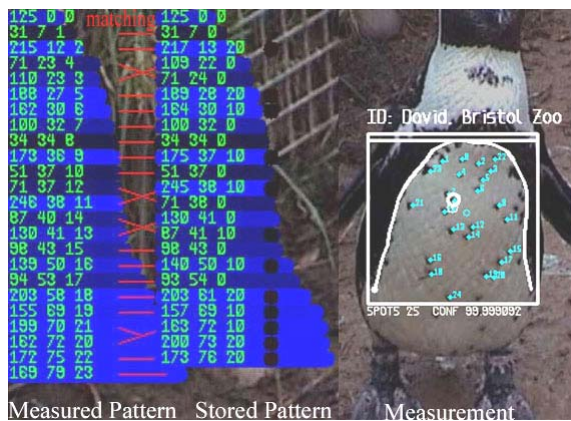 matching
125 0 0 125 0 0
31 7 1 31 7 0
215 12 2 217 13 20
71 23 4 109 22 0
110 23 3 71 24 0
188 27 5 189 28 20
162 30 6 164 30 10
100 32 7 100 32 0
34 34 8 34 34 0
173 36 9 175 37 10
51 37 10 51 37 0
71 37 12 245 38 10
246 38 11 71 38 0
87 40 14 130 41 0
130 41 13 87 41 10
98 43 15 98 43 0
139 50 16 140 50 10
94 53 17 93 54 0
203 58 18 203 61 20
155 69 19 157 69 10
199 70 21 163 72 10
162 72 20 200 73 20
172 75 22 173 76 20
169 79 23
Measured Pattern Stored Pattern
ID: David, Bristol Zoo
SPOTS 25 CONF 99.999092
Measurement